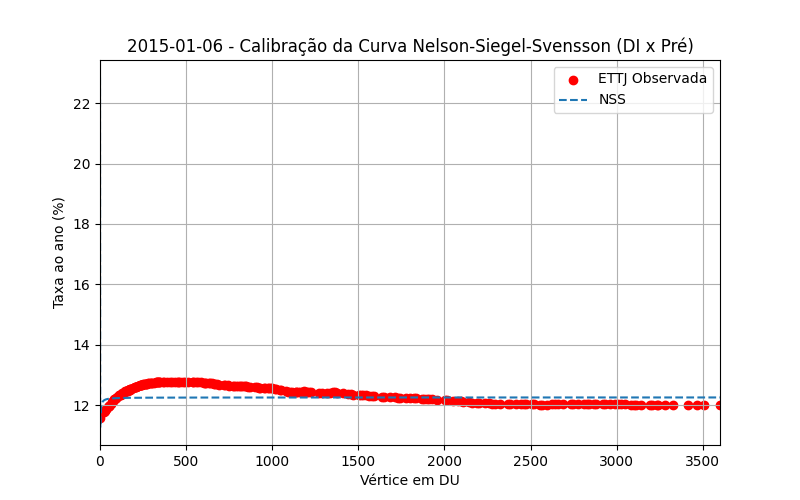 2015-01-06 - Calibração da Curva Nelson-Siegel-Svensson (DI x Pré)
ETTJ Observada
NSS
Taxa ao ano (%)
22
20
18
16
14
12
0 500 1000 1500 2000 2500 3000 3500
Vértice em DU